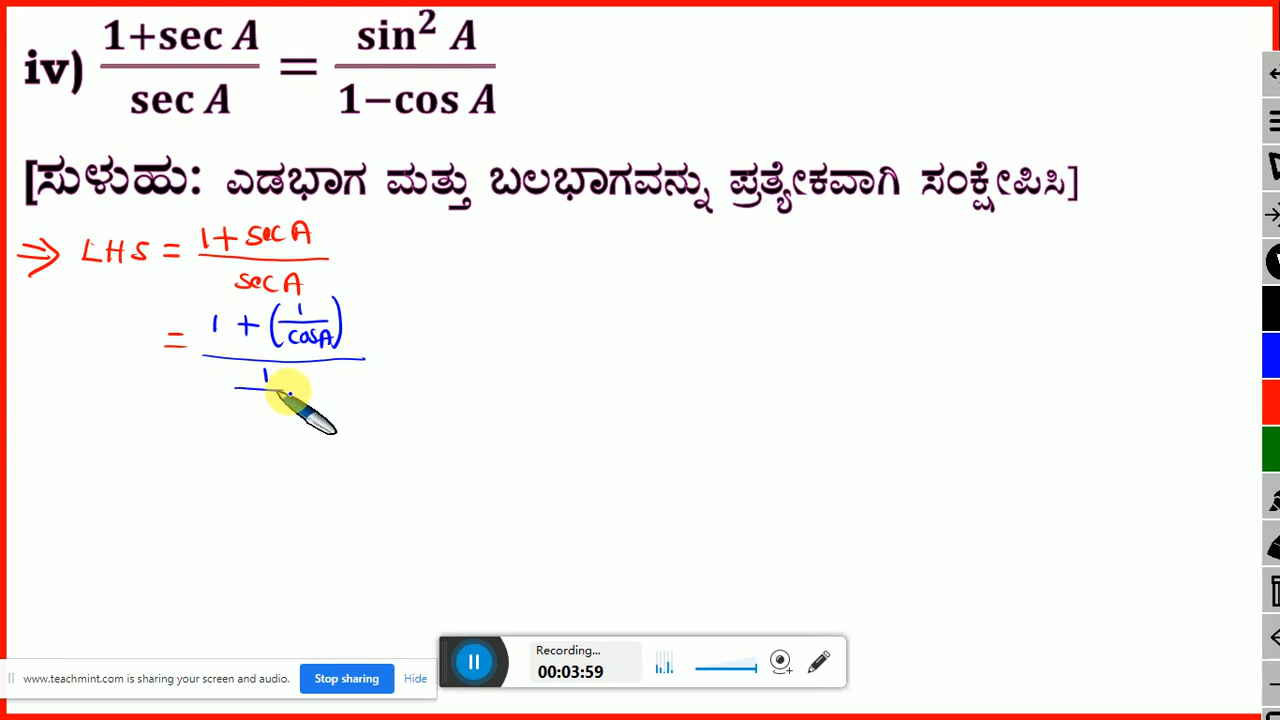 iv) 1+sec A / sec A = sin² A / 1−cos A
[ಸುಳುಹು: ಎಡಭಾಗ ಮತ್ತು ಬಲಭಾಗವನ್ನು ಪ್ರತ್ಯೇಕವಾಗಿ ಸಂಕ್ಷೇಪಿಸಿ]
⇒ LHS = 1 + sec A / sec A
= 1 + (1 / cosA) / 1
Recording...
00:03:59
www.teachmint.com is sharing your screen and audio. Stop sharing Hide